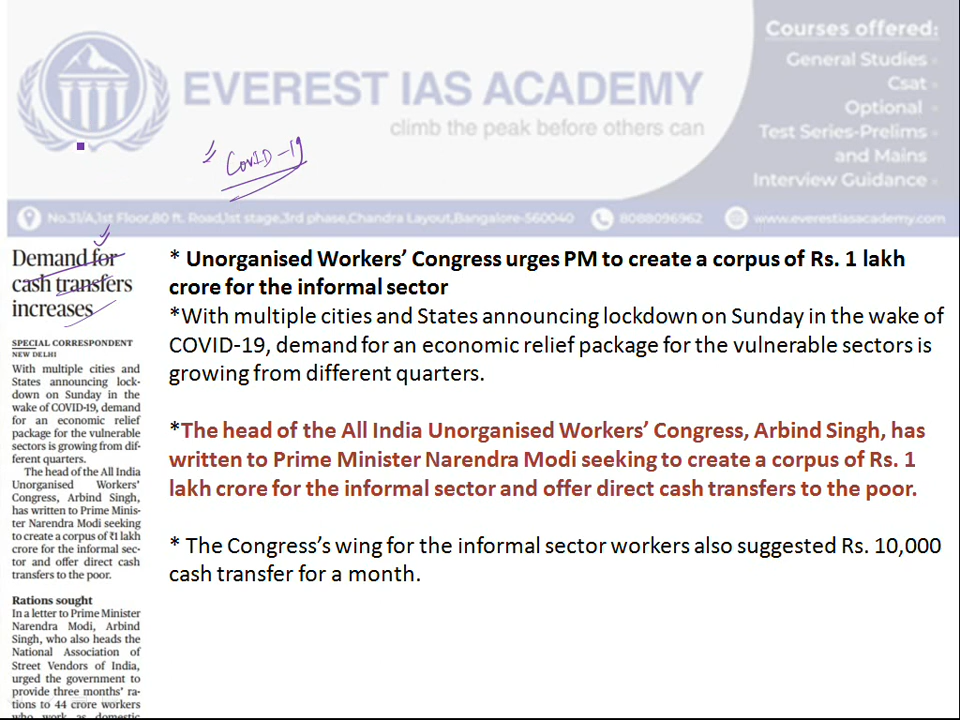 EVEREST IAS ACADEMY
climb the peak before others can
Courses offered:
General Studies
Csat
Optional
Test Series-Prelims
and Mains
Interview Guidance
COVID-19
No.31/A,1st Floor,80 ft. Road,1st stage,3rd phase,Chandra Layout,Bangalore-560040
8088096962
www.everestiasacademy.com
Demand for
cash transfers
increases
SPECIAL CORRESPONDENT
NEW DELHI
With multiple cities and
States announcing lock-
down on Sunday in the
wake of COVID-19, demand
for an economic relief
package for the vulnerable
sectors is growing from dif-
ferent quarters.
The head of the All India
Unorganised Workers'
Congress, Arbind Singh,
has written to Prime Minis-
ter Narendra Modi seeking
to create a corpus of ₹1 lakh
crore for the informal sec-
tor and offer direct cash
transfers to the poor.
Rations sought
In a letter to Prime Minister
Narendra Modi, Arbind
Singh, who also heads the
National Association of
Street Vendors of India,
urged the government to
provide three months' ra-
tions to 44 crore workers
who work as domestic
* Unorganised Workers' Congress urges PM to create a corpus of Rs. 1 lakh
crore for the informal sector
*With multiple cities and States announcing lockdown on Sunday in the wake of
COVID-19, demand for an economic relief package for the vulnerable sectors is
growing from different quarters.
*The head of the All India Unorganised Workers' Congress, Arbind Singh, has
written to Prime Minister Narendra Modi seeking to create a corpus of Rs. 1
lakh crore for the informal sector and offer direct cash transfers to the poor.
* The Congress's wing for the informal sector workers also suggested Rs. 10,000
cash transfer for a month.